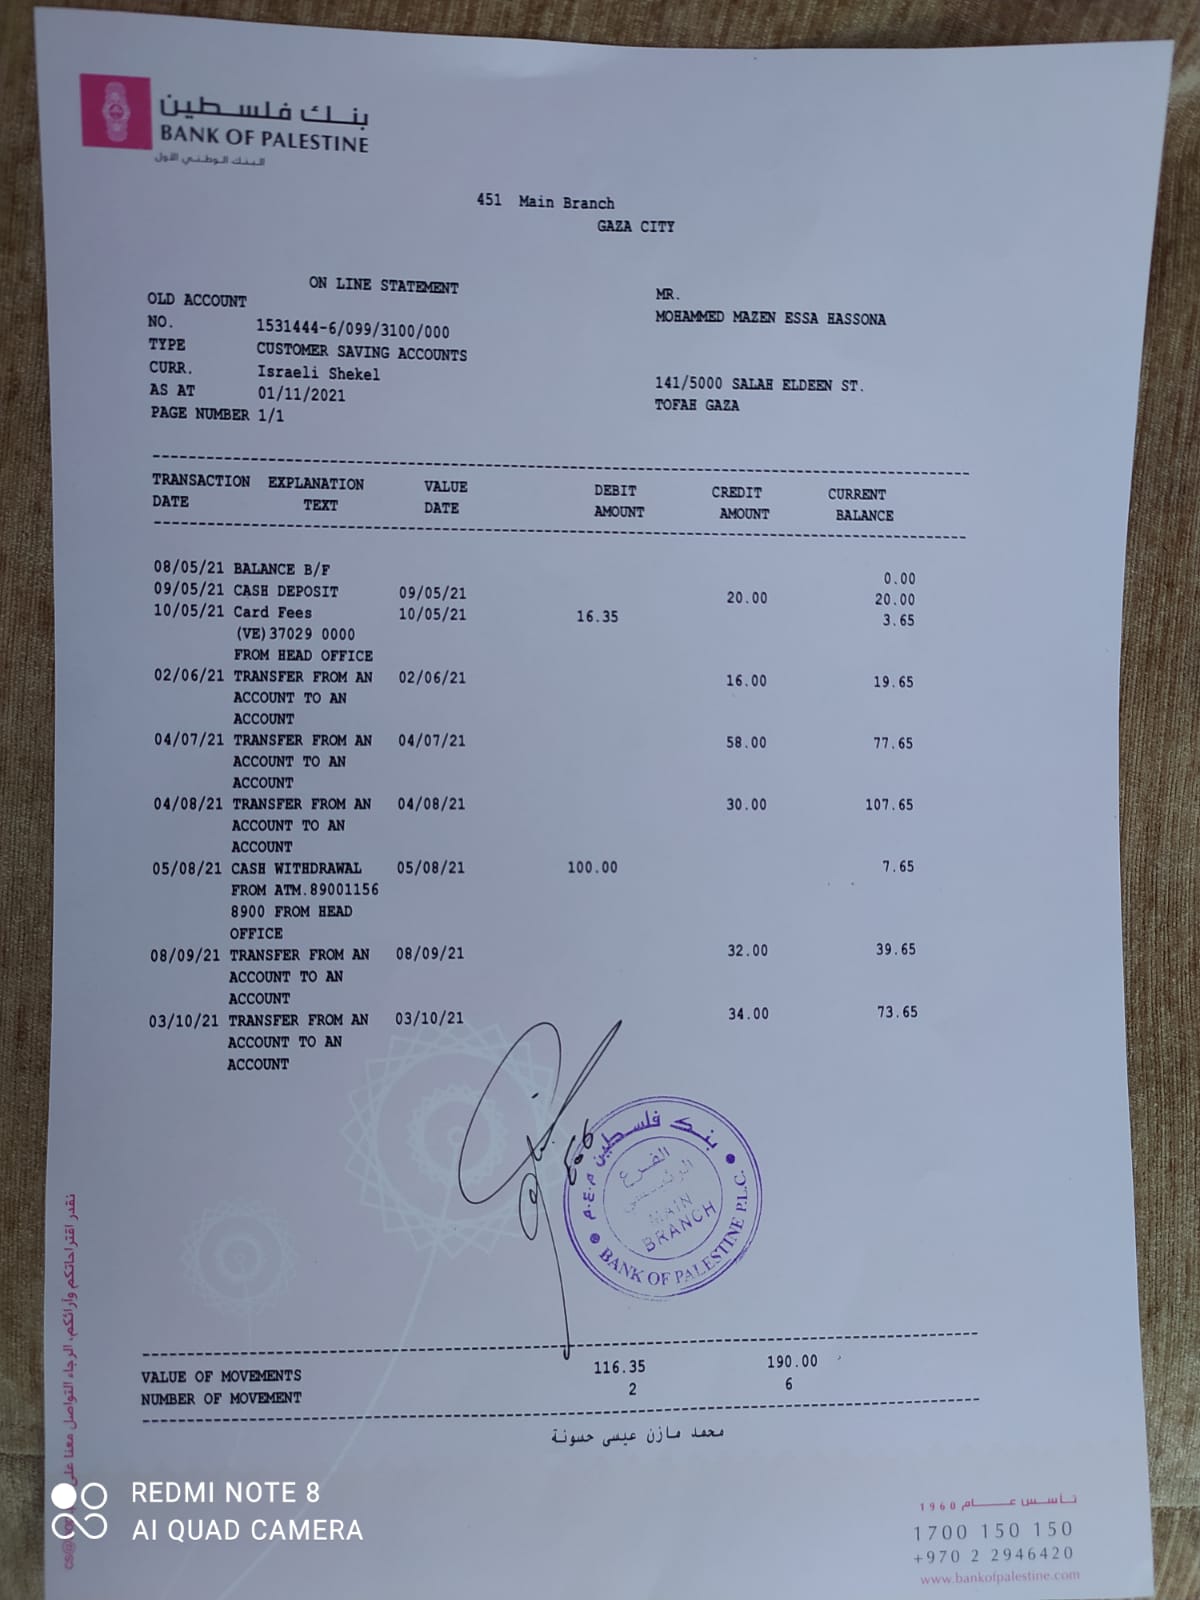 بنك فلسطين
BANK OF PALESTINE
البنك الوطني الأول
451 Main Branch
GAZA CITY
ON LINE STATEMENT
OLD ACCOUNT
NO. 1531444-6/099/3100/000
TYPE CUSTOMER SAVING ACCOUNTS
CURR. Israeli Shekel
AS AT 01/11/2021
PAGE NUMBER 1/1
MR.
MOHAMMED MAZEN ESSA HASSONA
141/5000 SALAH ELDEEN ST.
TOFAH GAZA
TRANSACTION EXPLANATION VALUE DEBIT CREDIT CURRENT
DATE TEXT DATE AMOUNT AMOUNT BALANCE
08/05/21 BALANCE B/F 0.00
09/05/21 CASH DEPOSIT 09/05/21 20.00 20.00
10/05/21 Card Fees 10/05/21 16.35 3.65
(VE)37029 0000
FROM HEAD OFFICE
02/06/21 TRANSFER FROM AN 02/06/21 16.00 19.65
ACCOUNT TO AN
ACCOUNT
04/07/21 TRANSFER FROM AN 04/07/21 58.00 77.65
ACCOUNT TO AN
ACCOUNT
04/08/21 TRANSFER FROM AN 04/08/21 30.00 107.65
ACCOUNT TO AN
ACCOUNT
05/08/21 CASH WITHDRAWAL 05/08/21 100.00 7.65
FROM ATM.89001156
8900 FROM HEAD
OFFICE
08/09/21 TRANSFER FROM AN 08/09/21 32.00 39.65
ACCOUNT TO AN
ACCOUNT
03/10/21 TRANSFER FROM AN 03/10/21 34.00 73.65
ACCOUNT TO AN
ACCOUNT
بنك فلسطين م.ع.م
الفرع
الرئيسي
MAIN
BRANCH
BANK OF PALESTINE P.L.C.
VALUE OF MOVEMENTS 116.35 190.00
NUMBER OF MOVEMENT 2 6
محمد مازن عيسى حسونة
نقدر اقتراحاتكم وآرائكم، الرجاء التواصل معنا على
REDMI NOTE 8
AI QUAD CAMERA
تأسس عام 1960
1700 150 150
+970 2 2946420
www.bankofpalestine.com